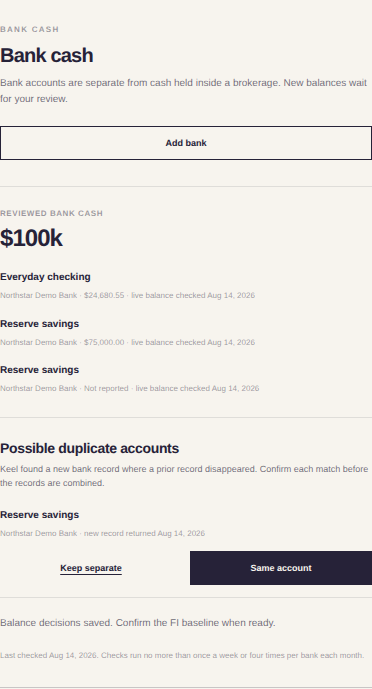 BANK CASH
Bank cash
Bank accounts are separate from cash held inside a brokerage. New balances wait
for your review.
Add bank
REVIEWED BANK CASH
$100k
Everyday checking
Northstar Demo Bank · $24,680.55 · live balance checked Aug 14, 2026
Reserve savings
Northstar Demo Bank · $75,000.00 · live balance checked Aug 14, 2026
Reserve savings
Northstar Demo Bank · Not reported · live balance checked Aug 14, 2026
Possible duplicate accounts
Keel found a new bank record where a prior record disappeared. Confirm each match before
the records are combined.
Reserve savings
Northstar Demo Bank · new record returned Aug 14, 2026
Keep separate
Same account
Balance decisions saved. Confirm the FI baseline when ready.
Last checked Aug 14, 2026. Checks run no more than once a week or four times per bank each month.